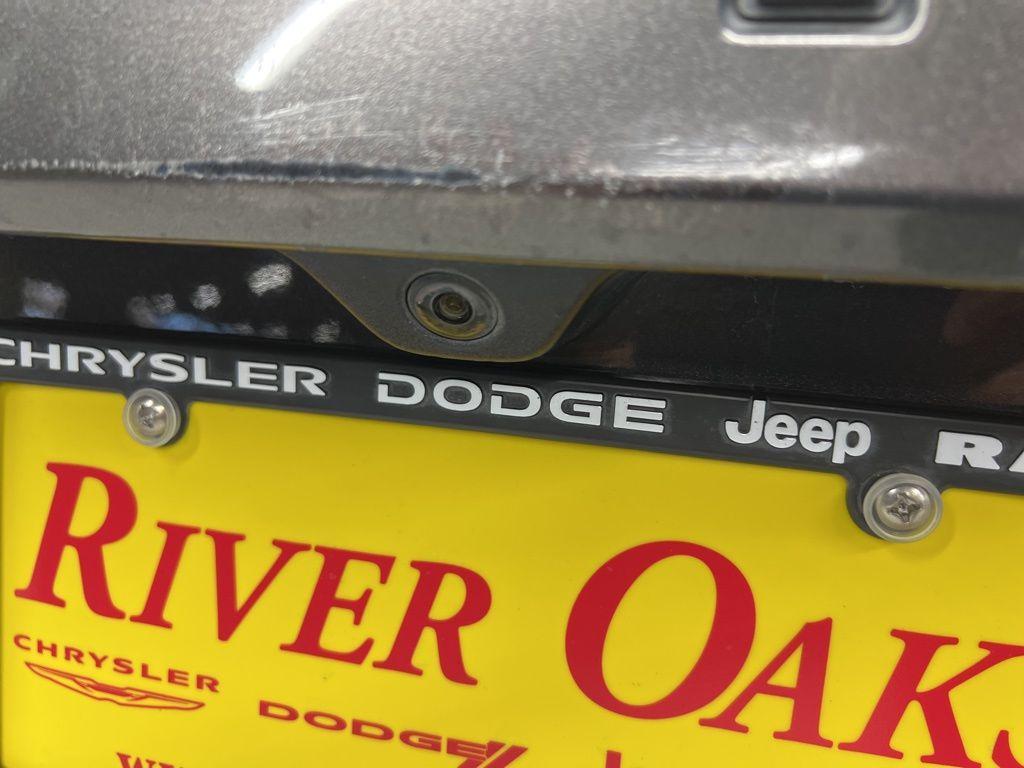 CHRYSLER DODGE Jeep
RIVER OAKS
CHRYSLER
DODGE